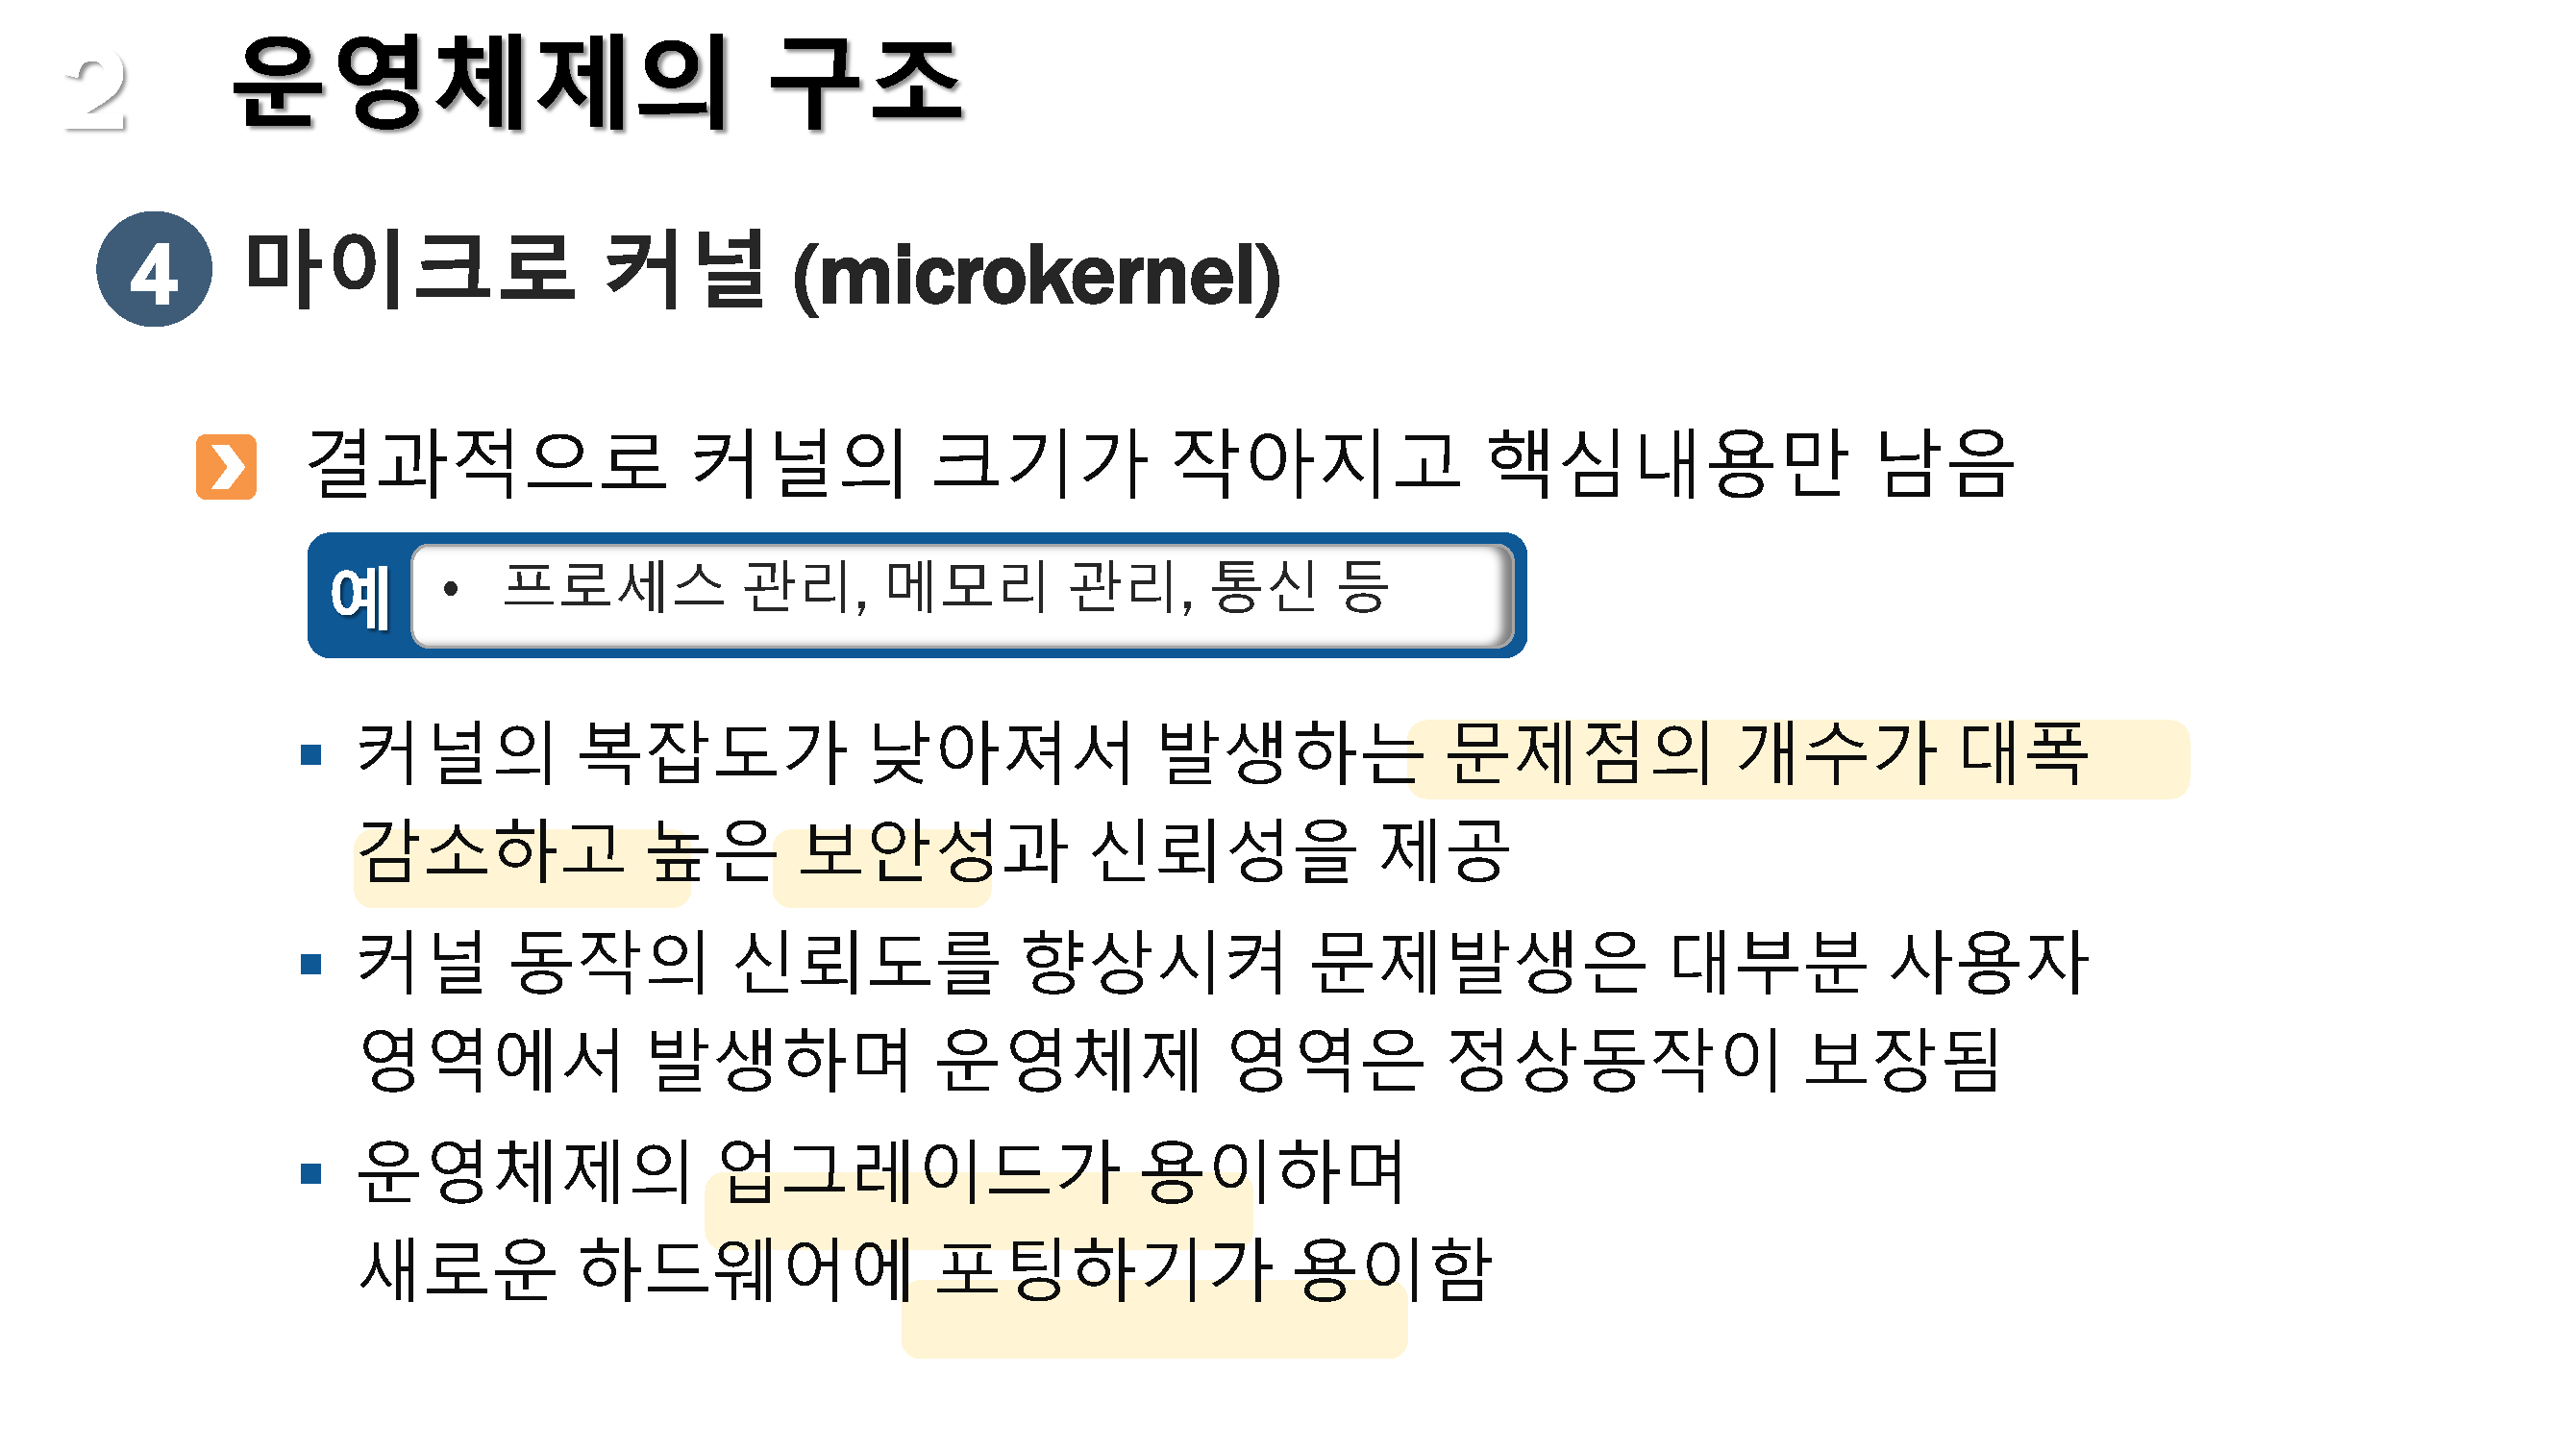 2 운영체제의 구조
4 마이크로 커널 (microkernel)
결과적으로 커널의 크기가 작아지고 핵심내용만 남음
예 • 프로세스 관리, 메모리 관리, 통신 등
▪ 커널의 복잡도가 낮아져서 발생하는 문제점의 개수가 대폭
감소하고 높은 보안성과 신뢰성을 제공
▪ 커널 동작의 신뢰도를 향상시켜 문제발생은 대부분 사용자
영역에서 발생하며 운영체제 영역은 정상동작이 보장됨
▪ 운영체제의 업그레이드가 용이하며
새로운 하드웨어에 포팅하기가 용이함